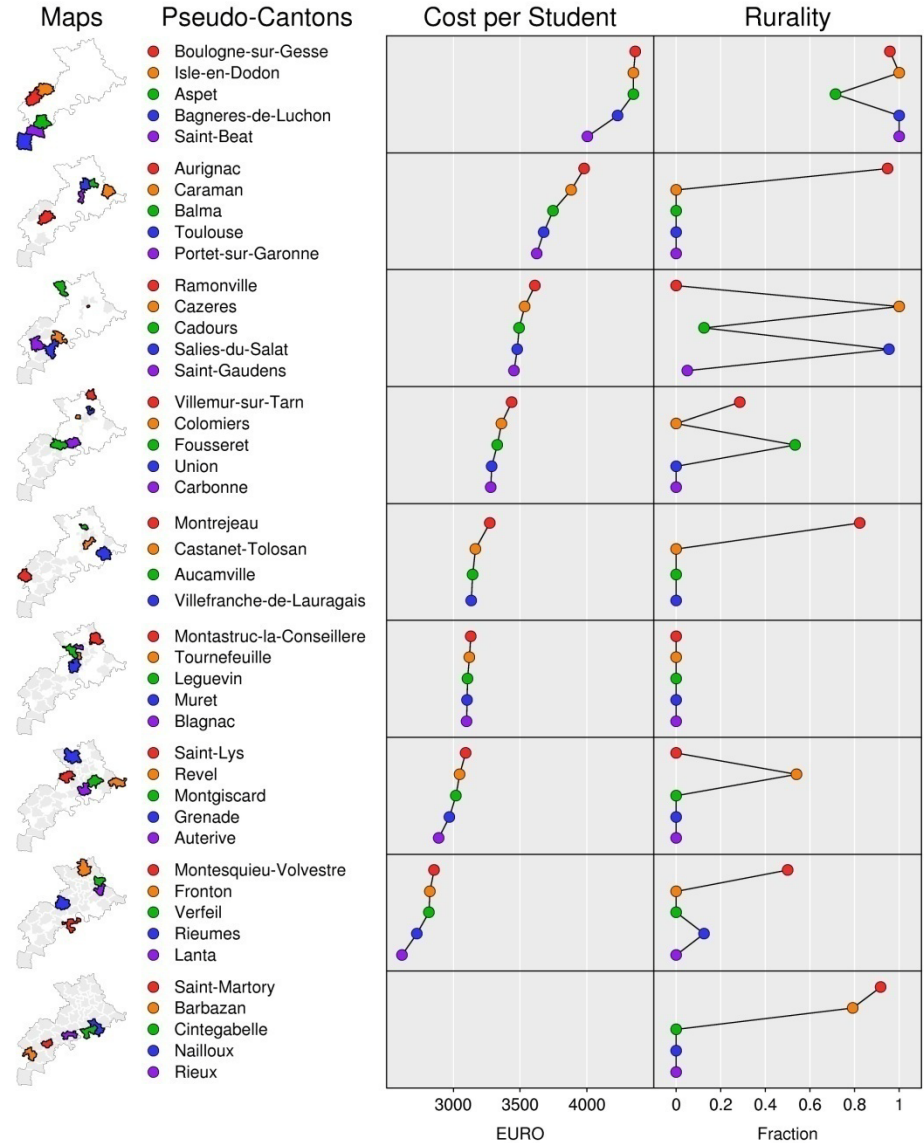 Maps Pseudo-Cantons Cost per Student Rurality
Boulogne-sur-Gesse
Isle-en-Dodon
Aspet
Bagneres-de-Luchon
Saint-Beat
Aurignac
Caraman
Balma
Toulouse
Portet-sur-Garonne
Ramonville
Cazeres
Cadours
Salies-du-Salat
Saint-Gaudens
Villemur-sur-Tarn
Colomiers
Fousseret
Union
Carbonne
Montrejeau
Castanet-Tolosan
Aucamville
Villefranche-de-Lauragais
Montastruc-la-Conseillere
Tournefeuille
Leguevin
Muret
Blagnac
Saint-Lys
Revel
Montgiscard
Grenade
Auterive
Montesquieu-Volvestre
Fronton
Verfeil
Rieumes
Lanta
Saint-Martory
Barbazan
Cintegabelle
Nailloux
Rieux
3000 3500 4000 0 0.2 0.4 0.6 0.8 1
EURO Fraction